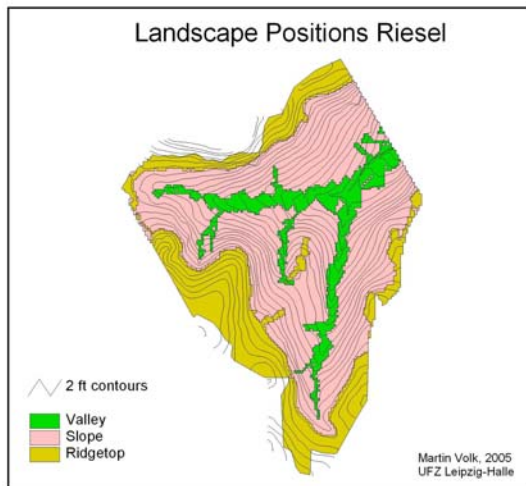 Landscape Positions Riesel
2 ft contours
Valley
Slope
Ridgetop
Martin Volk, 2005
UFZ Leipzig-Halle